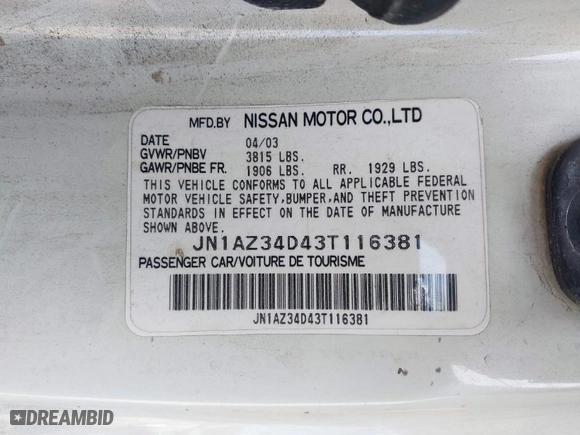 MFD.BY NISSAN MOTOR CO.,LTD
DATE 04/03
GVWR/PNBV 3815 LBS.
GAWR/PNBE FR. 1906 LBS. RR. 1929 LBS.
THIS VEHICLE CONFORMS TO ALL APPLICABLE FEDERAL
MOTOR VEHICLE SAFETY,BUMPER,AND THEFT PREVENTION
STANDARDS IN EFFECT ON THE DATE OF MANUFACTURE
SHOWN ABOVE.
JN1AZ34D43T116381
PASSENGER CAR/VOITURE DE TOURISME
JN1AZ34D43T116381
DREAMBID